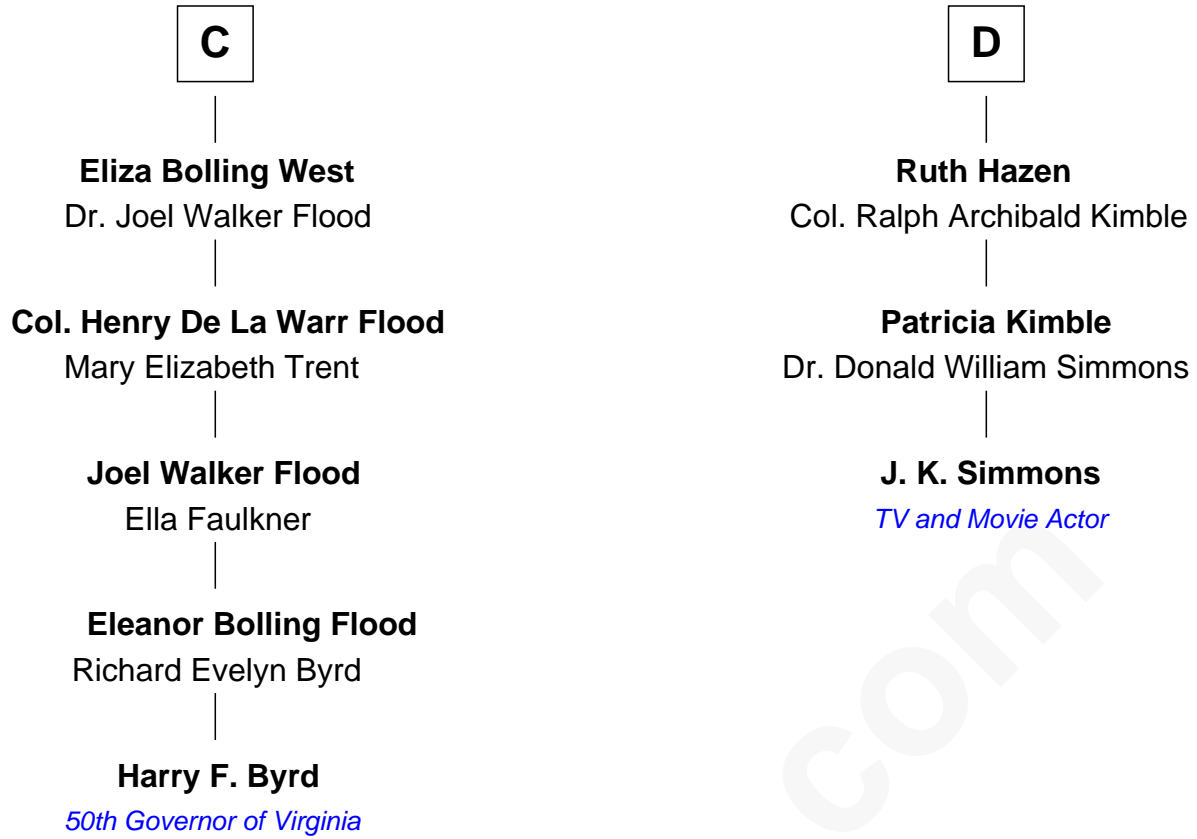 C
Eliza Bolling West
Dr. Joel Walker Flood
Col. Henry De La Warr Flood
Mary Elizabeth Trent
Joel Walker Flood
Ella Faulkner
Eleanor Bolling Flood
Richard Evelyn Byrd
Harry F. Byrd
50th Governor of Virginia
D
Ruth Hazen
Col. Ralph Archibald Kimble
Patricia Kimble
Dr. Donald William Simmons
J. K. Simmons
TV and Movie Actor
com